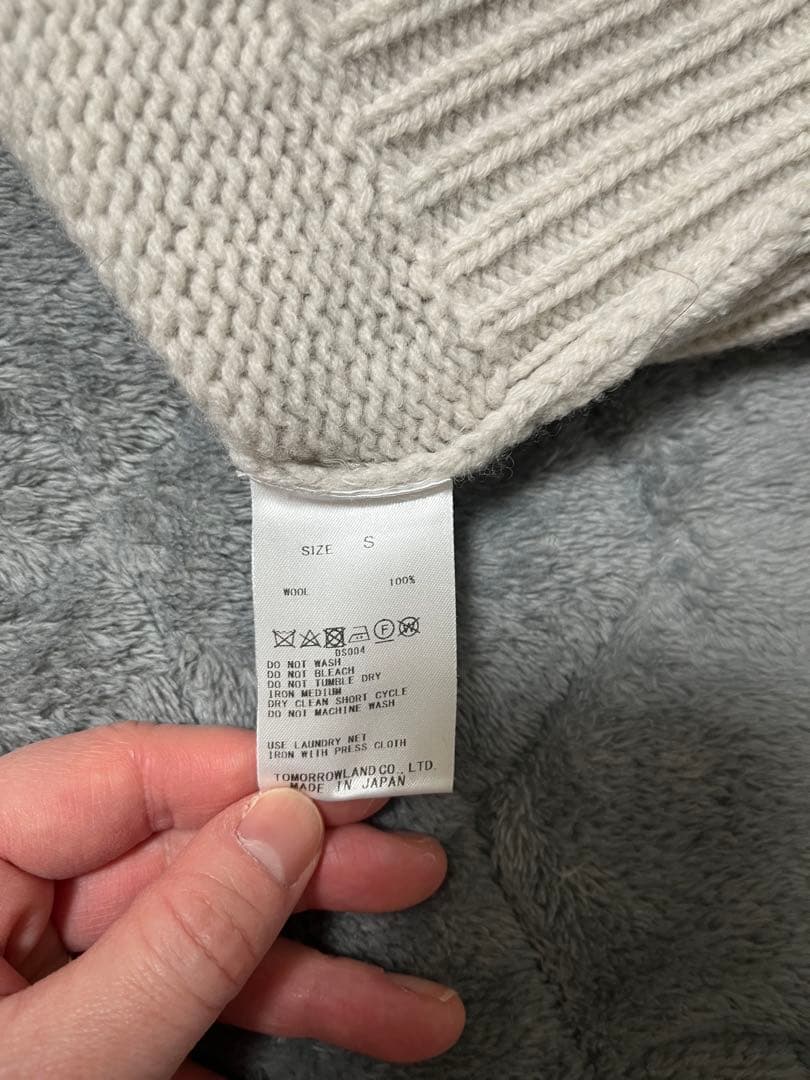 SIZE S
WOOL 100%
F W
DS004
DO NOT WASH
DO NOT BLEACH
DO NOT TUMBLE DRY
IRON MEDIUM
DRY CLEAN SHORT CYCLE
DO NOT MACHINE WASH
USE LAUNDRY NET
IRON WITH PRESS CLOTH
TOMORROWLAND CO., LTD.
MADE IN JAPAN